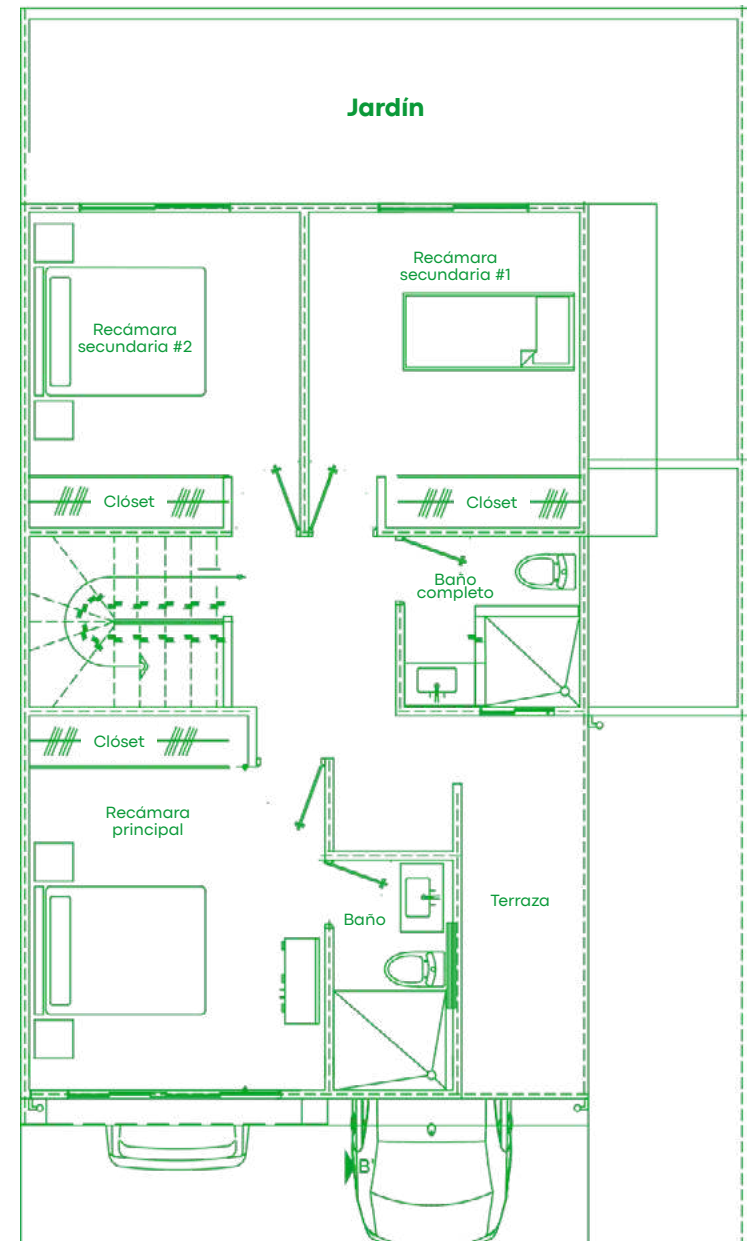 Jardín
Recámara
secundaria #1
Recámara
secundaria #2
Clóset
Clóset
Baño
completo
Clóset
Recámara
principal
Terraza
Baño
B'